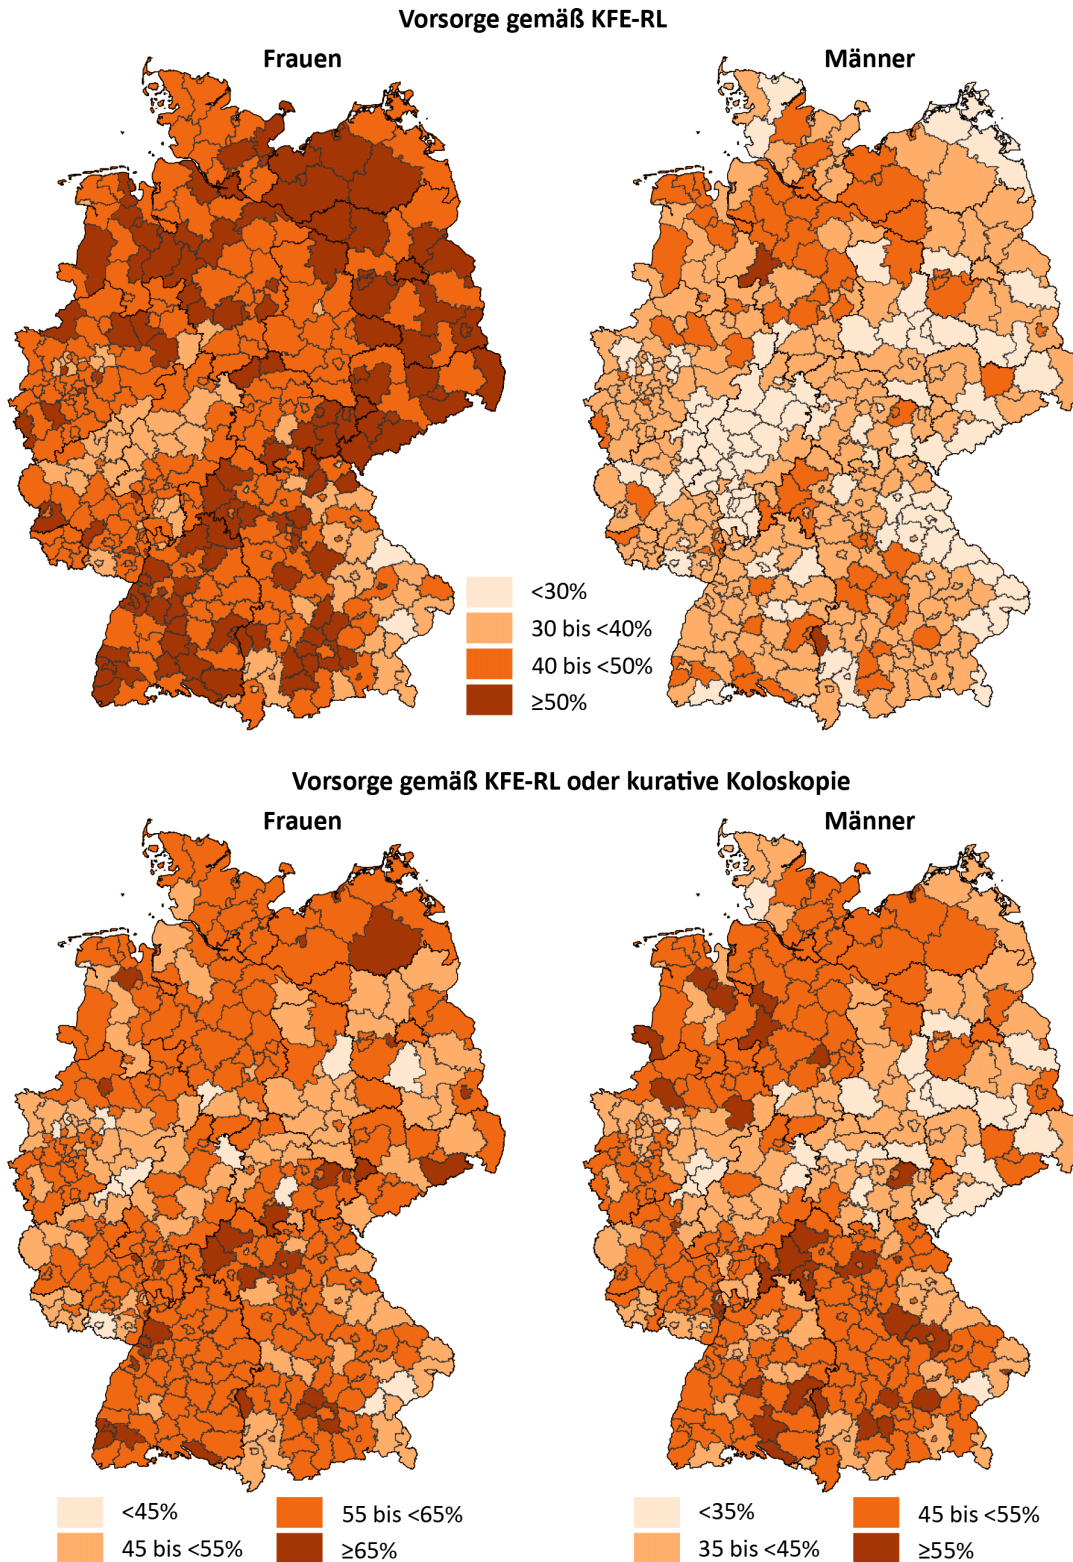 Vorsorge gemäß KFE-RL
Frauen
Männer
<30%
30 bis <40%
40 bis <50%
≥50%
Vorsorge gemäß KFE-RL oder kurative Koloskopie
Frauen
Männer
<45%
55 bis <65%
45 bis <55%
≥65%
<35%
45 bis <55%
35 bis <45%
≥55%